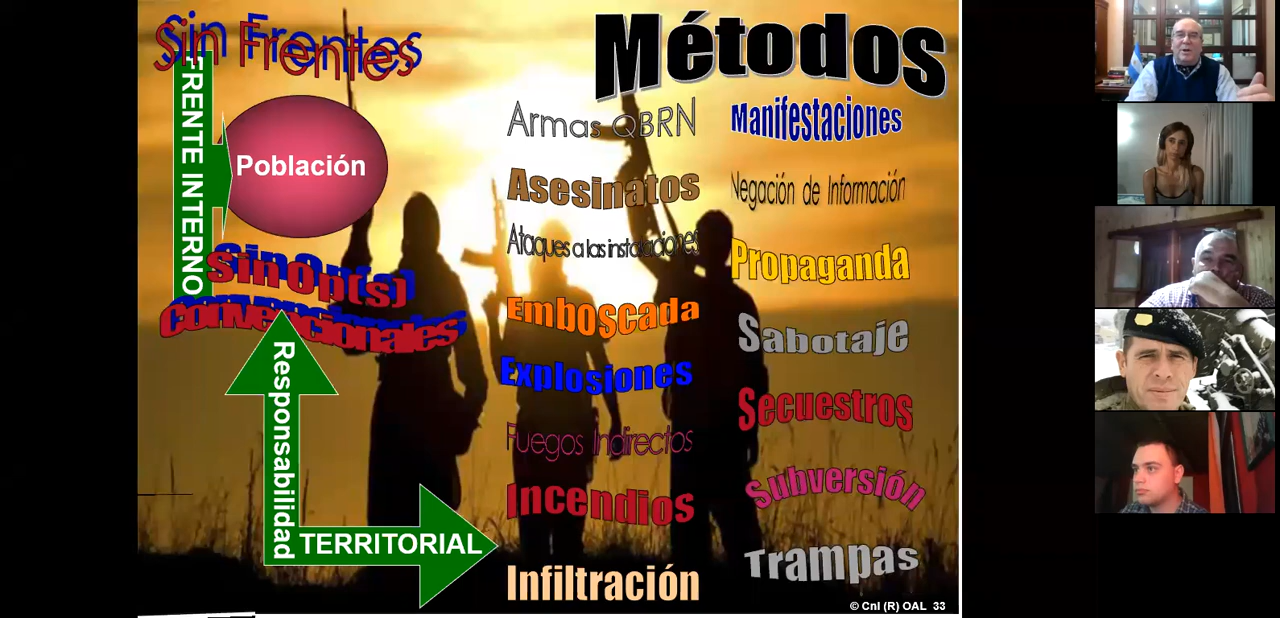 Sin Frentes
FRENTE INTERNO
Población
Sin Op(s)
Convencionales
Responsabilidad
TERRITORIAL
Métodos
Armas QBRN
Asesinatos
Ataques a las instalaciones
Emboscada
Explosiones
Fuegos Indirectos
Incendios
Infiltración
Manifestaciones
Negación de Información
Propaganda
Sabotaje
Secuestros
Subversión
Trampas
© Cnl (R) OAL 33